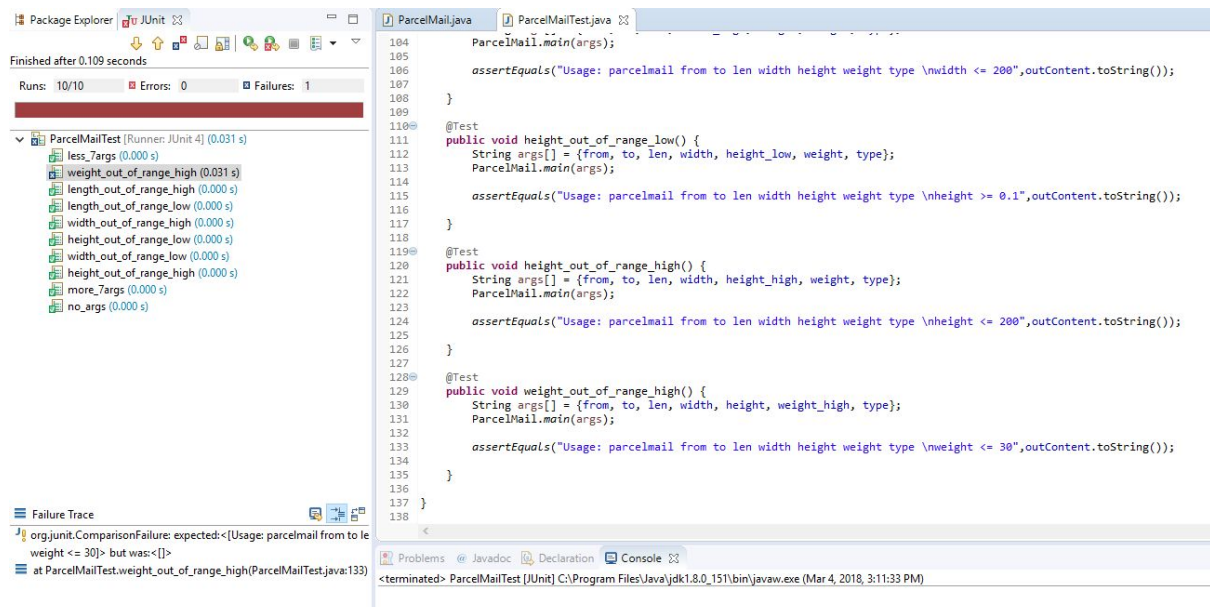 Package Explorer JUnit
Finished after 0.109 seconds
Runs: 10/10 Errors: 0 Failures: 1
ParcelMailTest [Runner: JUnit 4] (0.031 s)
less_7args (0.000 s)
weight_out_of_range_high (0.031 s)
length_out_of_range_high (0.000 s)
length_out_of_range_low (0.000 s)
width_out_of_range_high (0.000 s)
height_out_of_range_low (0.000 s)
width_out_of_range_low (0.000 s)
height_out_of_range_high (0.000 s)
more_7args (0.000 s)
no_args (0.000 s)
Failure Trace
org.junit.ComparisonFailure: expected:<[Usage: parcelmail from to le
weight <= 30]> but was:<[]>
at ParcelMailTest.weight_out_of_range_high(ParcelMailTest.java:133)
ParcelMail.java ParcelMailTest.java
104 ParcelMail.main(args);
105
106 assertEquals("Usage: parcelmail from to len width height weight type \nwidth <= 200",outContent.toString());
107
108 }
109
110 @Test
111 public void height_out_of_range_low() {
112 String args[] = {from, to, len, width, height_low, weight, type};
113 ParcelMail.main(args);
114
115 assertEquals("Usage: parcelmail from to len width height weight type \nheight >= 0.1",outContent.toString());
116
117 }
118
119 @Test
120 public void height_out_of_range_high() {
121 String args[] = {from, to, len, width, height_high, weight, type};
122 ParcelMail.main(args);
123
124 assertEquals("Usage: parcelmail from to len width height weight type \nheight <= 200",outContent.toString());
125
126 }
127
128 @Test
129 public void weight_out_of_range_high() {
130 String args[] = {from, to, len, width, height, weight_high, type};
131 ParcelMail.main(args);
132
133 assertEquals("Usage: parcelmail from to len width height weight type \nweight <= 30",outContent.toString());
134
135 }
136
137 }
138
Problems Javadoc Declaration Console
<terminated> ParcelMailTest [JUnit] C:\Program Files\Java\jdk1.8.0_151\bin\javaw.exe (Mar 4, 2018, 3:11:33 PM)